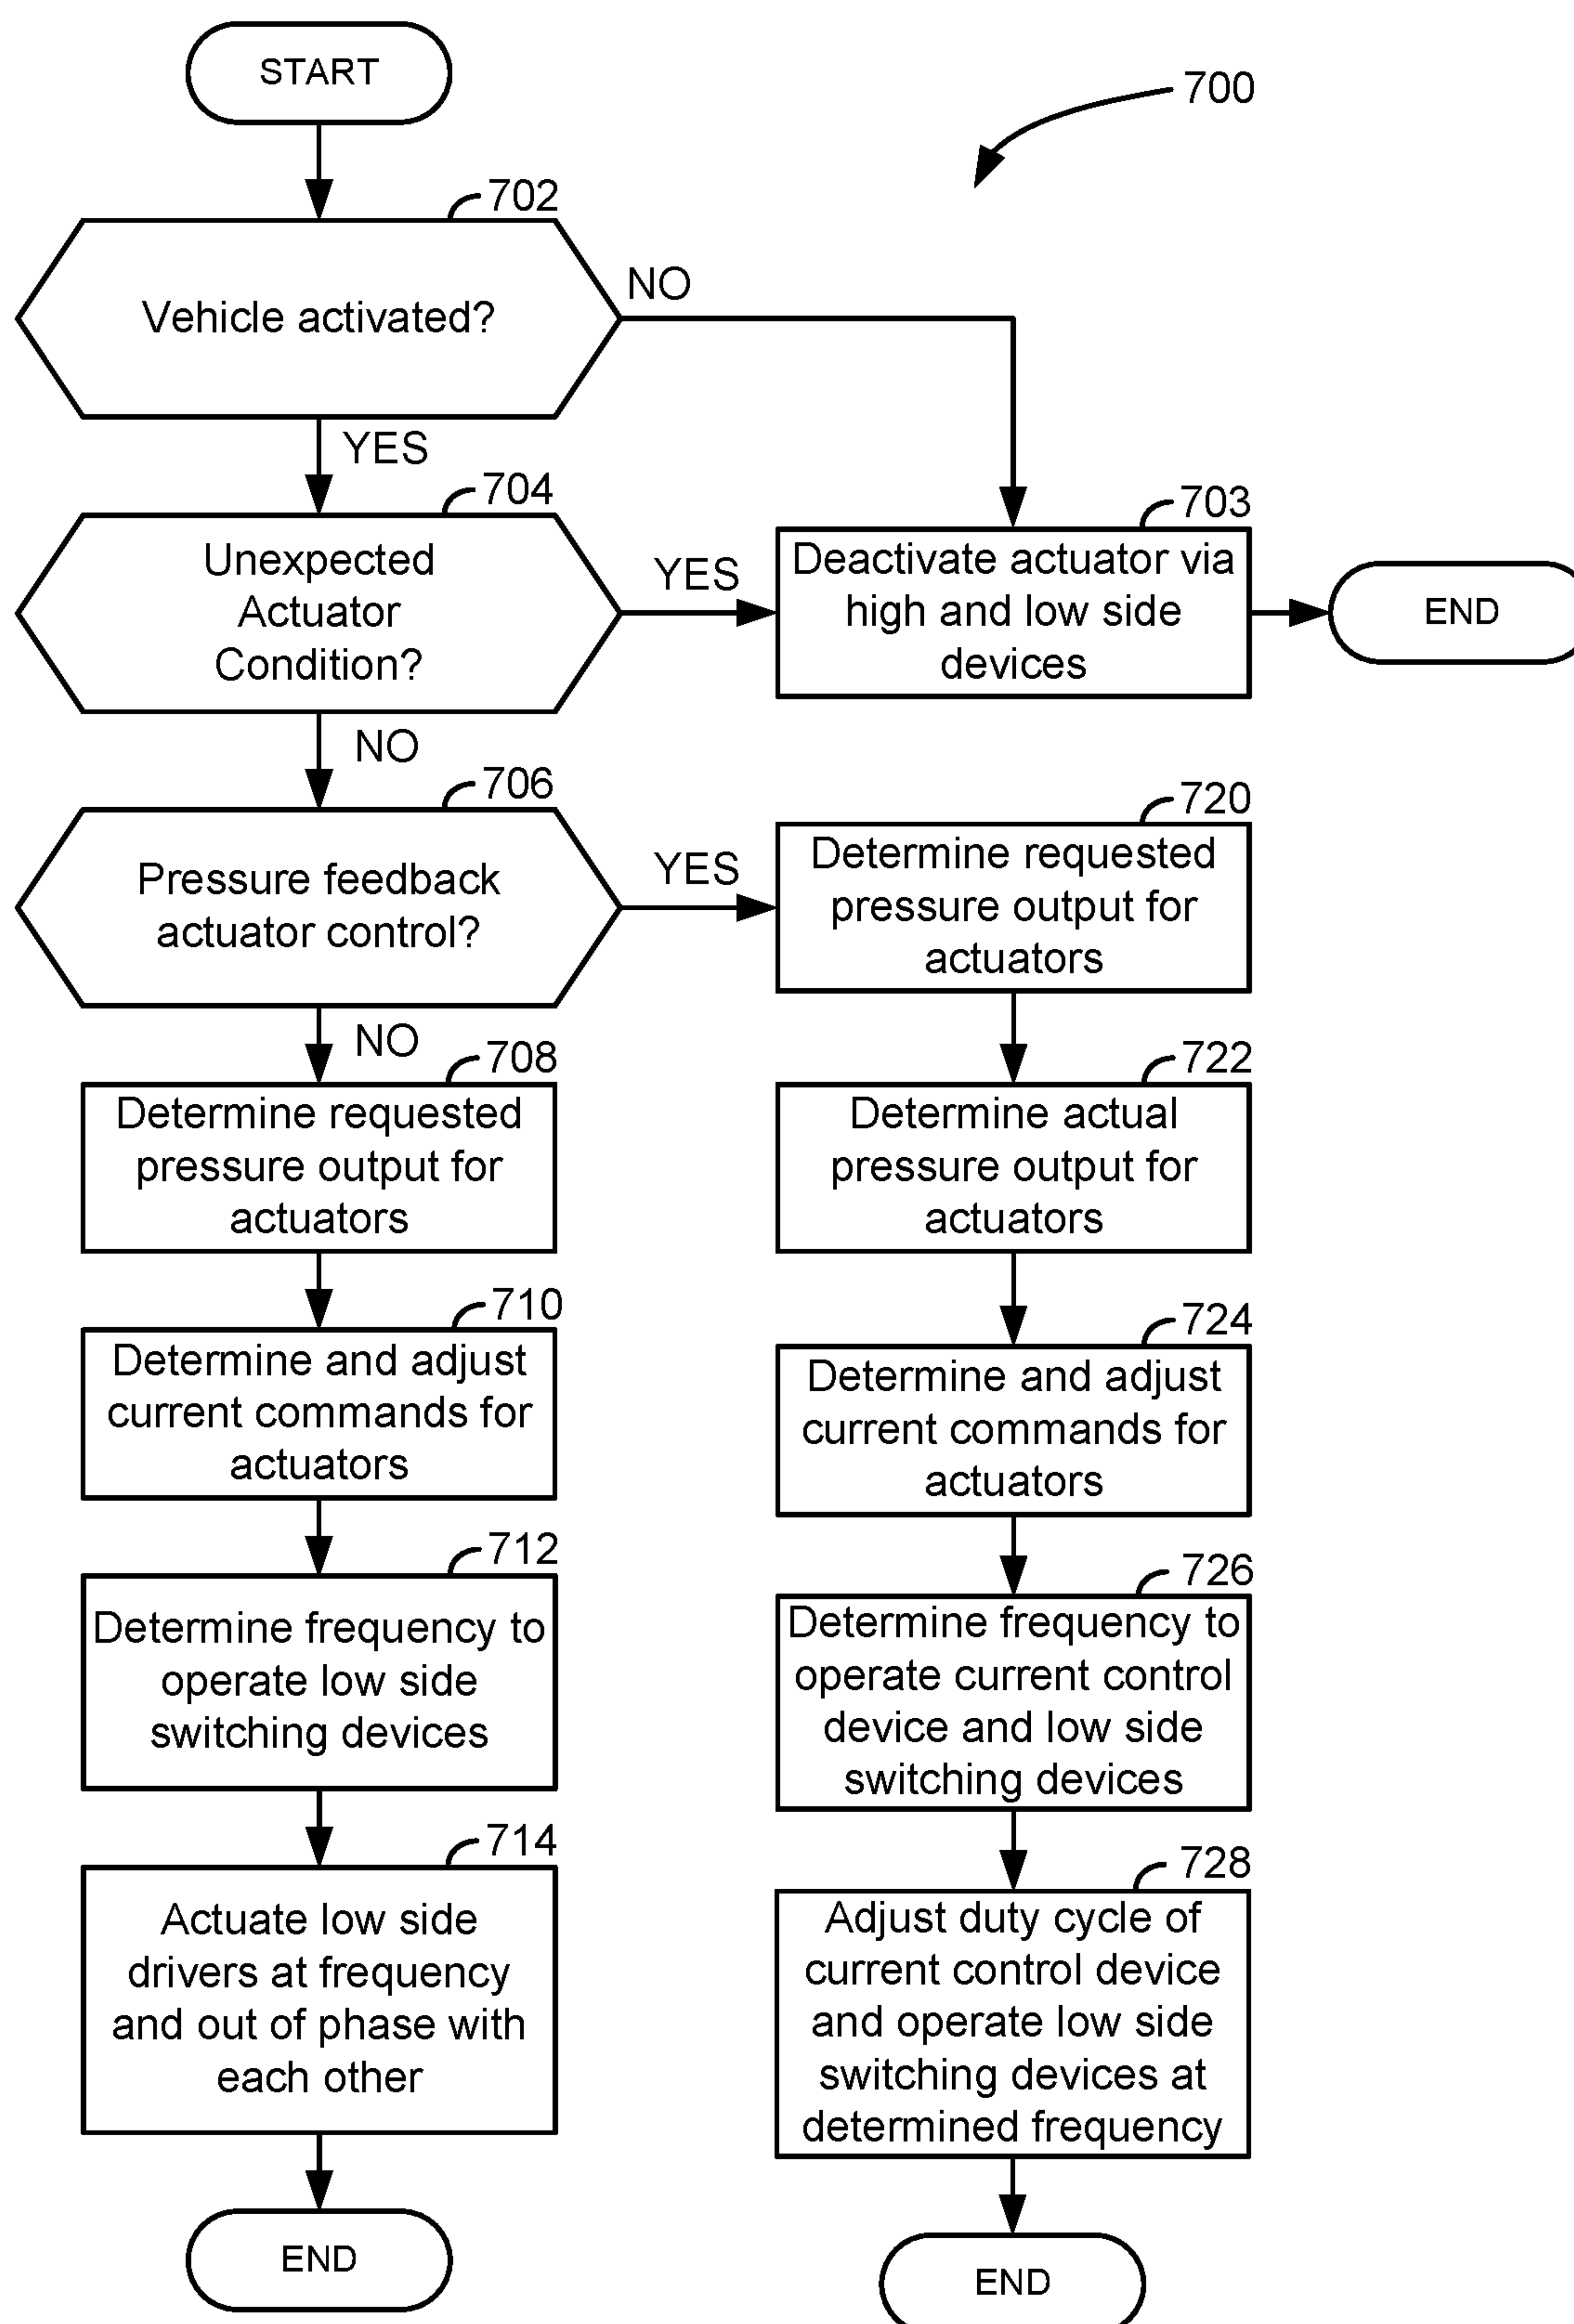 START
700
702
Vehicle activated?
NO
YES
704
Unexpected
Actuator
Condition?
YES
703
Deactivate actuator via
high and low side
devices
END
NO
706
Pressure feedback
actuator control?
YES
720
Determine requested
pressure output for
actuators
NO
708
Determine requested
pressure output for
actuators
722
Determine actual
pressure output for
actuators
710
Determine and adjust
current commands for
actuators
724
Determine and adjust
current commands for
actuators
712
Determine frequency to
operate low side
switching devices
726
Determine frequency to
operate current control
device and low side
switching devices
714
Actuate low side
drivers at frequency
and out of phase with
each other
728
Adjust duty cycle of
current control device
and operate low side
switching devices at
determined frequency
END
END